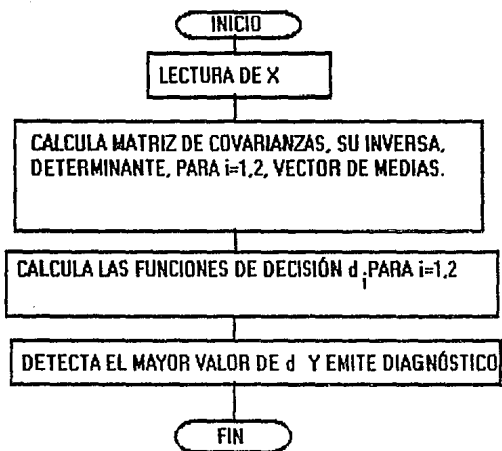 INICIO
LECTURA DE X
CALCULA MATRIZ DE COVARIANZAS, SU INVERSA,
DETERMINANTE, PARA i=1,2, VECTOR DE MEDIAS.
CALCULA LAS FUNCIONES DE DECISIÓN d i PARA i=1,2
DETECTA EL MAYOR VALOR DE d Y EMITE DIAGNÓSTICO
FIN